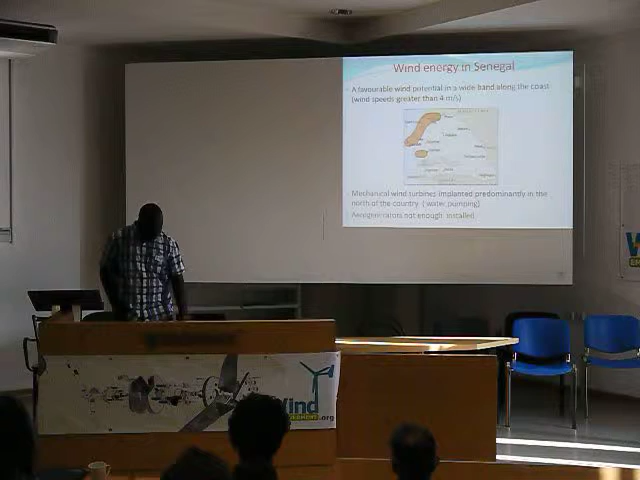 Wind energy in Senegal
A favourable wind potential in a wide band along the coast
(wind speeds greater than 4 m/s)
Mechanical wind turbines implanted predominantly in the
north of the country ( water pumping)
Aerogenerators not enough installed
Wind
.org